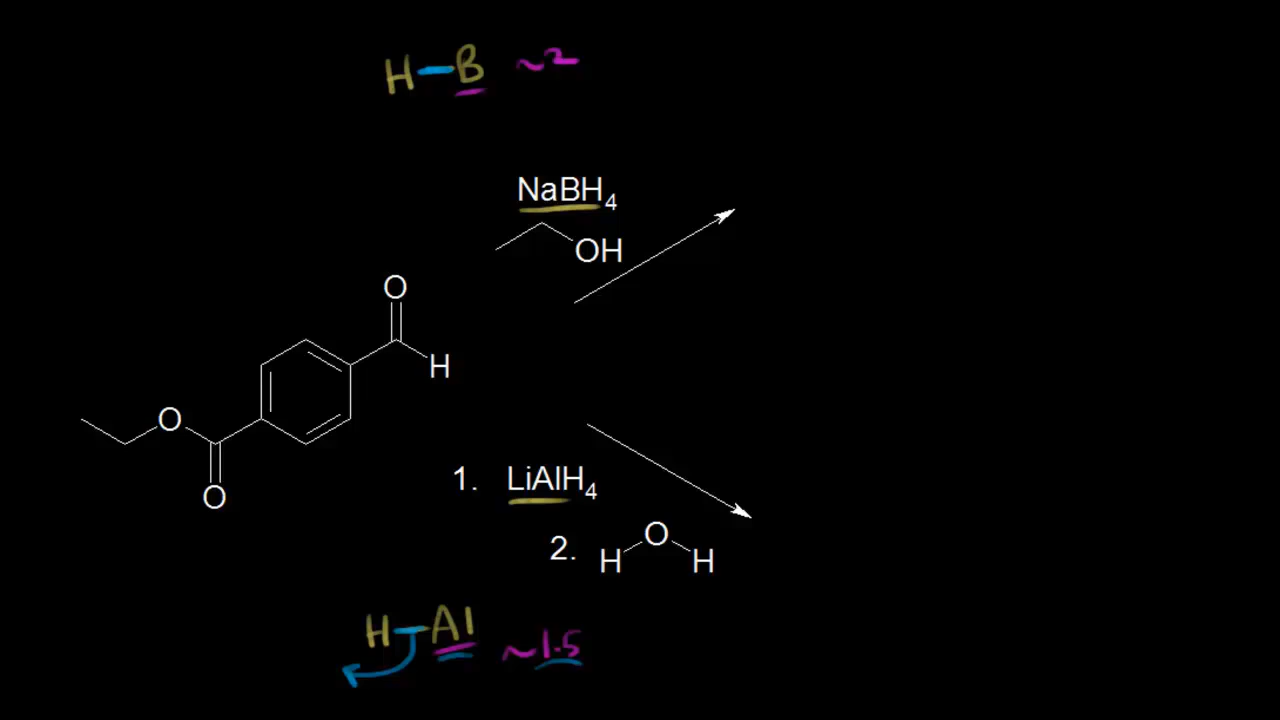 H-B ~2
NaBH4
OH
O
H
O
O
1. LiAlH4
2. H O H
H-Al ~1.5